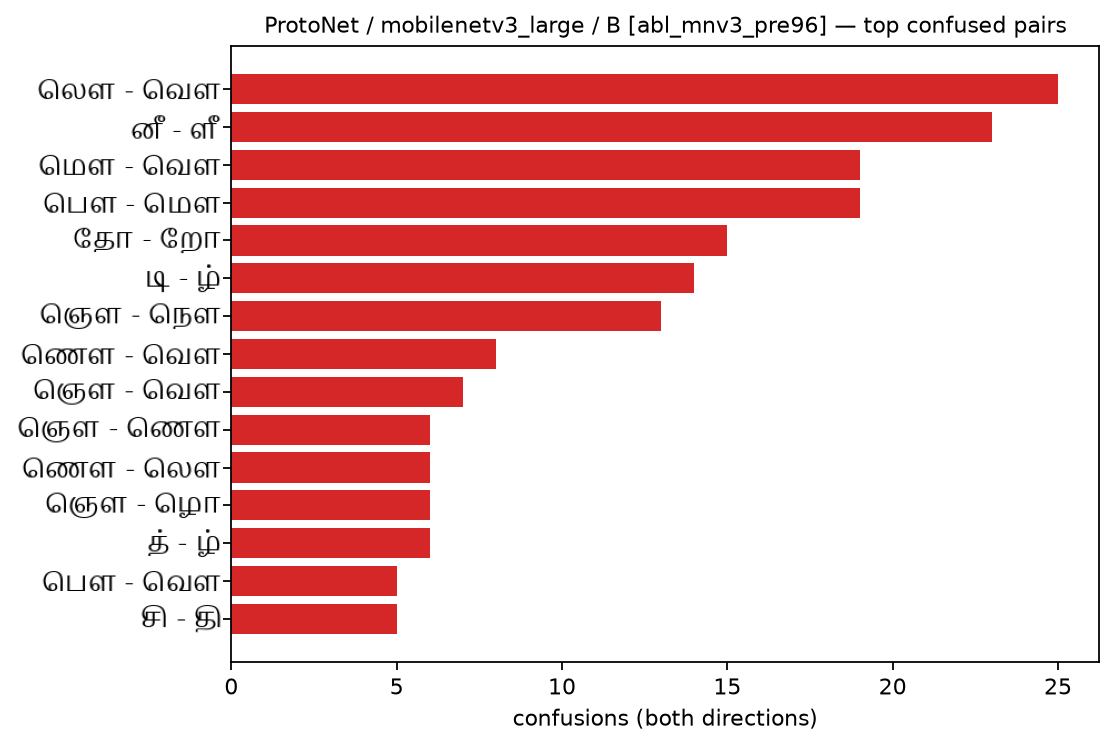 ProtoNet / mobilenetv3_large / B [abl_mnv3_pre96] — top confused pairs
லௌ - வௌ
னீ - ளீ
மௌ - வௌ
பௌ - மௌ
தோ - றோ
டி - ழ்
ஞௌ - நௌ
ணௌ - வௌ
ஞௌ - வௌ
ஞௌ - ணௌ
ணௌ - லௌ
ஞௌ - ழொ
த் - ழ்
பௌ - வௌ
சி - தி
0 5 10 15 20 25
confusions (both directions)